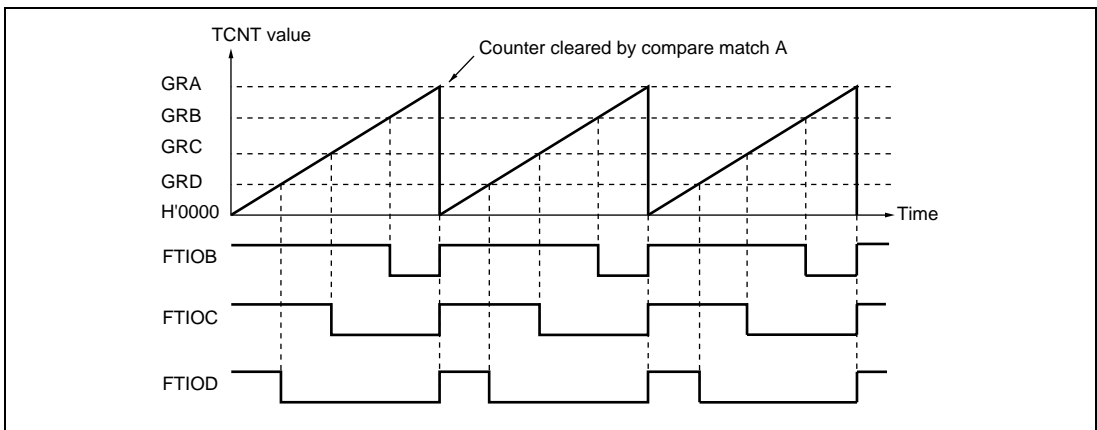 TCNT value
Counter cleared by compare match A
GRA
GRB
GRC
GRD
H'0000
Time
FTIOB
FTIOC
FTIOD